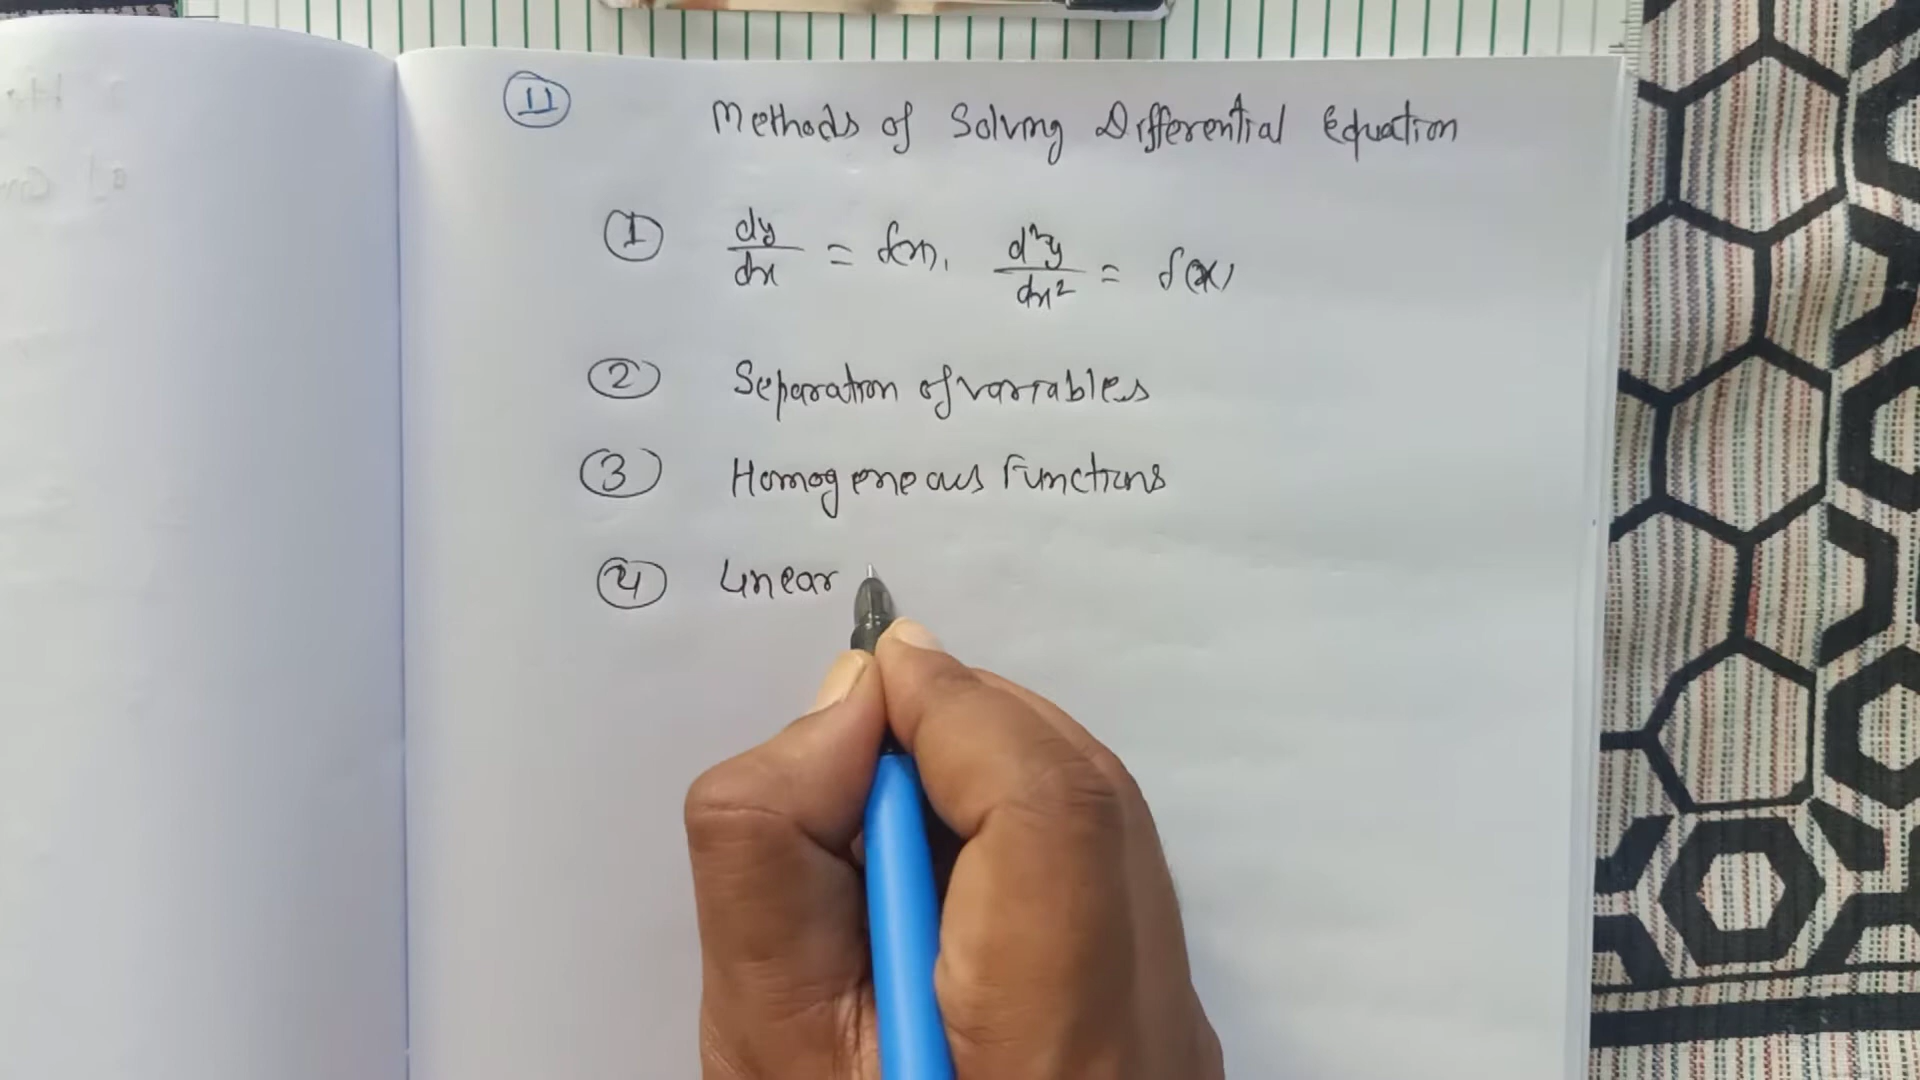 11
Methods of Solving Differential Equation
① dy/dx = f(x), d²y/dx² = f(x)
② Separation of variables
③ Homogeneous Functions
④ Linear